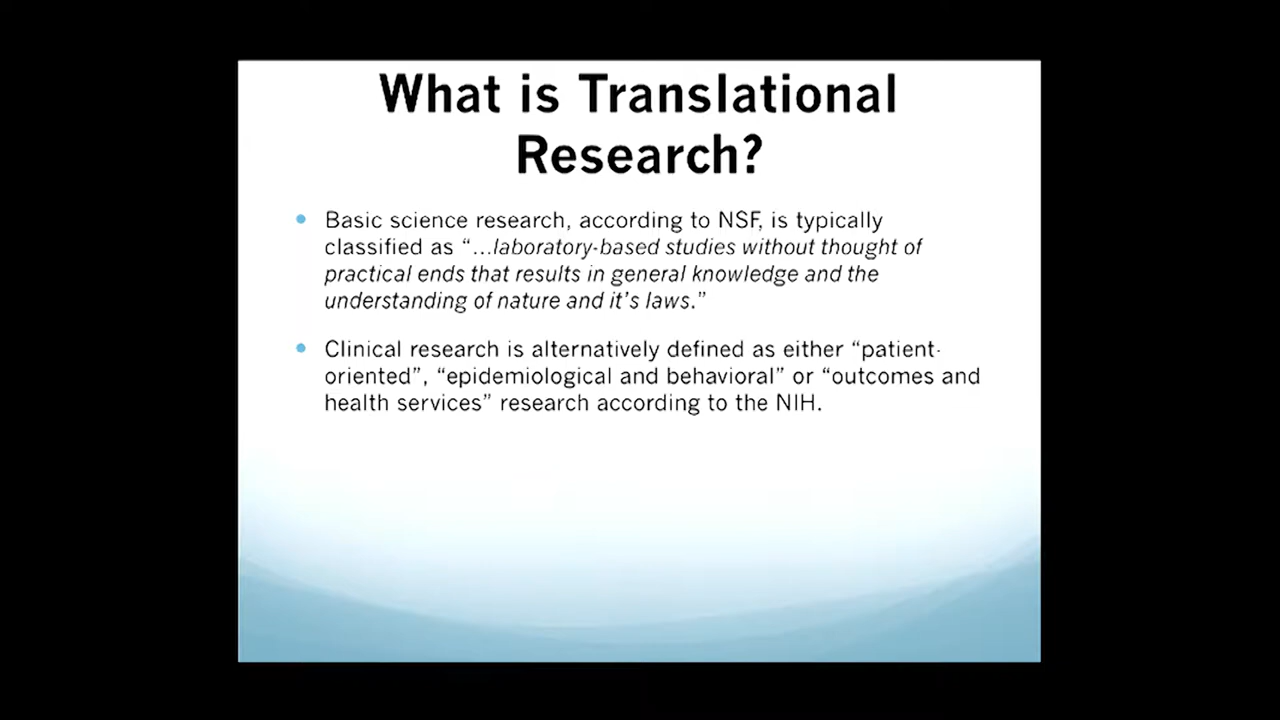 What is Translational
Research?
• Basic science research, according to NSF, is typically
classified as “...laboratory-based studies without thought of
practical ends that results in general knowledge and the
understanding of nature and it’s laws.”
• Clinical research is alternatively defined as either “patient-
oriented”, “epidemiological and behavioral” or “outcomes and
health services” research according to the NIH.